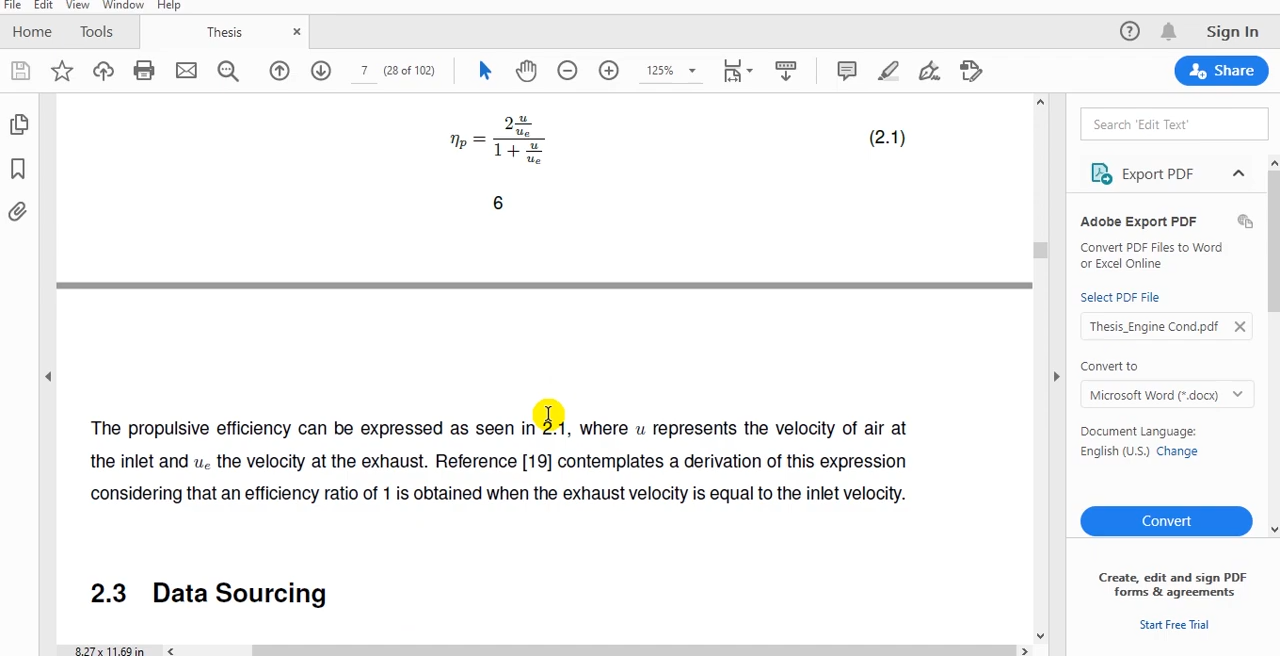 File Edit View Window Help
Home Tools Thesis × Sign In
7 (28 of 102) 125% Share
η_p = 2 u/u_e / 1 + u/u_e (2.1)
6
The propulsive efficiency can be expressed as seen in 2.1, where u represents the velocity of air at
the inlet and u_e the velocity at the exhaust. Reference [19] contemplates a derivation of this expression
considering that an efficiency ratio of 1 is obtained when the exhaust velocity is equal to the inlet velocity.
2.3 Data Sourcing
8.27 x 11.69 in
Search 'Edit Text'
Export PDF
Adobe Export PDF
Convert PDF Files to Word
or Excel Online
Select PDF File
Thesis_Engine Cond.pdf
Convert to
Microsoft Word (*.docx)
Document Language:
English (U.S.) Change
Convert
Create, edit and sign PDF
forms & agreements
Start Free Trial